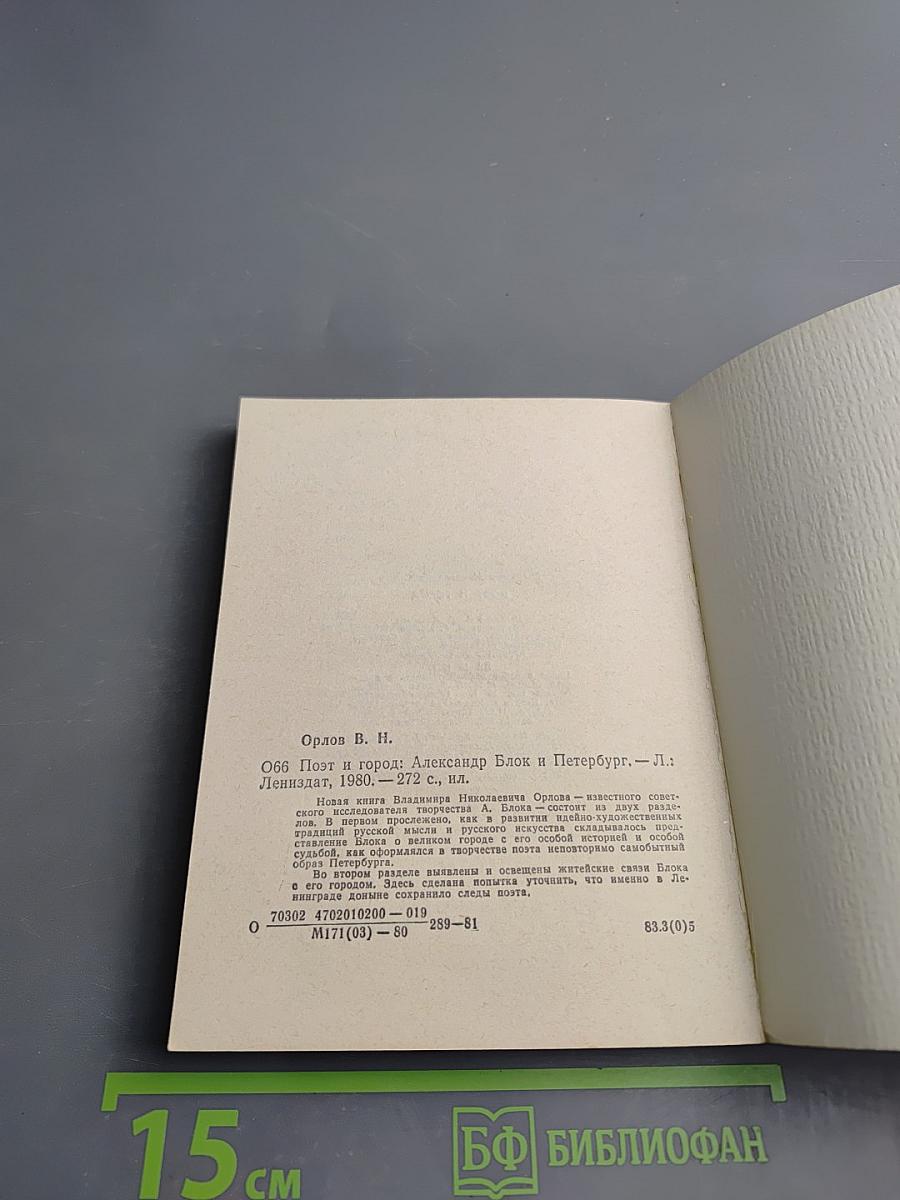 Орлов В. Н.
О66 Поэт и город: Александр Блок и Петербург. — Л.:
Лениздат, 1980. — 272 с., ил.
Новая книга Владимира Николаевича Орлова — известного совет-
ского исследователя творчества А. Блока — состоит из двух разде-
лов. В первом прослежено, как в развитии идейно-художественных
традиций русской мысли и русского искусства складывалось пред-
ставление Блока о великом городе с его особой историей и особой
судьбой, как оформлялся в творчестве поэта неповторимо самобытный
образ Петербурга.
Во втором разделе выявлены и освещены житейские связи Блока
с его городом. Здесь сделана попытка уточнить, что именно в Ле-
нинграде доныне сохранило следы поэта.
О 70302 4702010200 — 019
М171(03) — 80 289—81
83.3(0)5
15 см
БФ БИБЛИОФАН